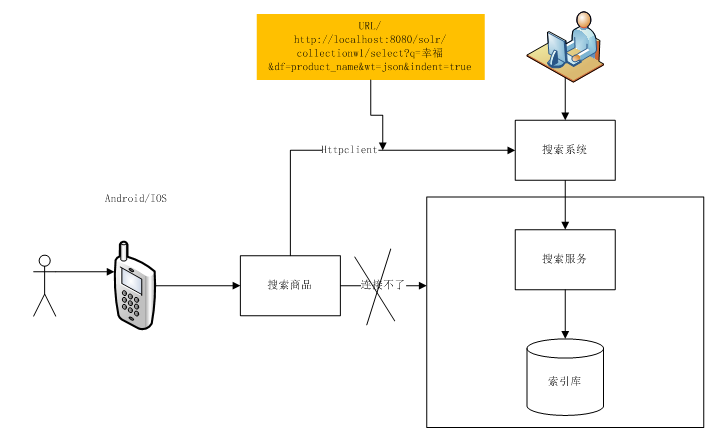 URL/
http://localhost:8080/solr/
collectionwl/select?q=幸福
&df=product_name&wt=json&indent=true
Httpclient
搜索系统
Android/IOS
搜索服务
搜索商品
连接不了
索引库